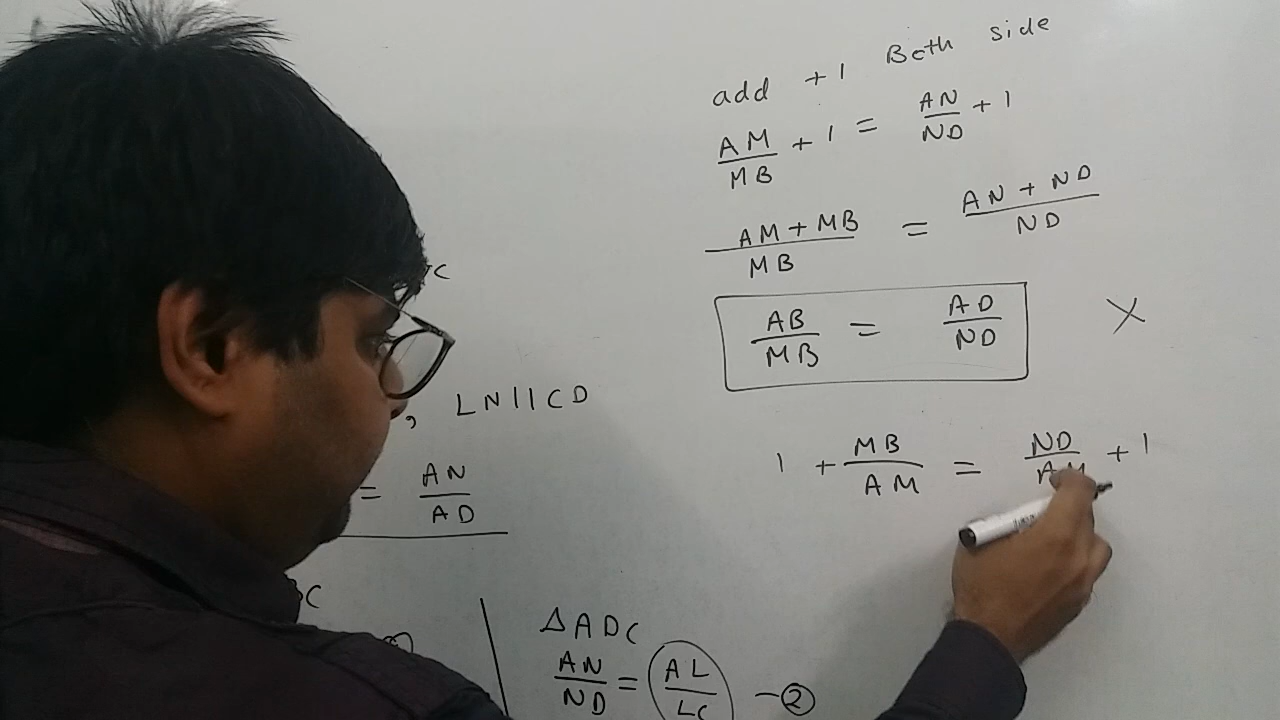 add +1 Both side
AM/MB + 1 = AN/ND + 1
AM + MB/MB = AN + ND/ND
AB/MB = AD/ND X
1 + MB/AM = ND/AM + 1
C
, LN||CD
= AN/AD
C
ΔADC
AN/ND = AL/LC - ②